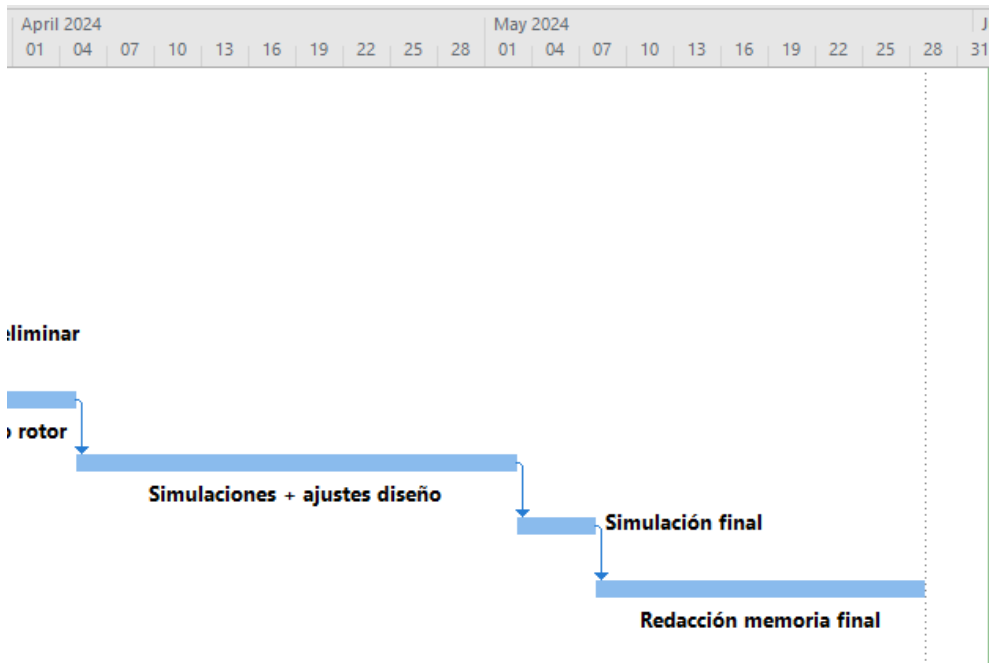 April 2024 May 2024 J
01 04 07 10 13 16 19 22 25 28 01 04 07 10 13 16 19 22 25 28 31
eliminar
o rotor
Simulaciones + ajustes diseño
Simulación final
Redacción memoria final